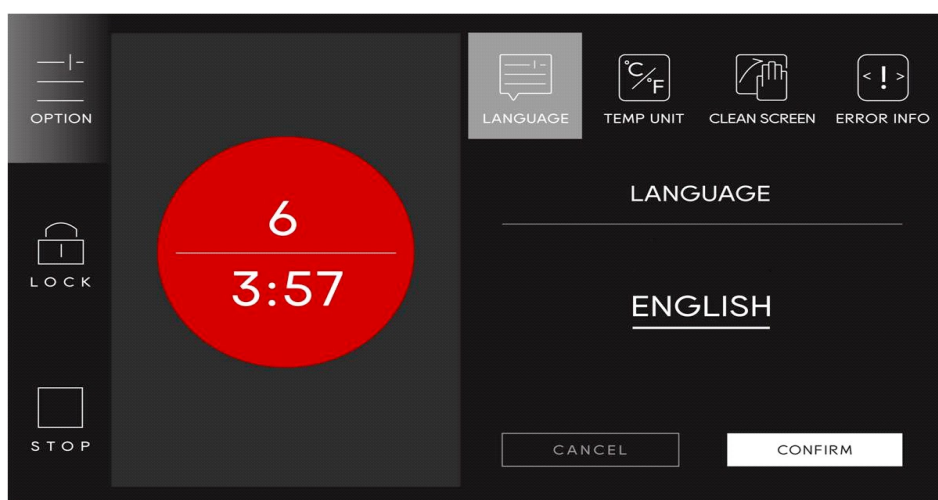 OPTION
LOCK
STOP
6
3:57
LANGUAGE
°C/°F
TEMP UNIT
CLEAN SCREEN
< ! >
ERROR INFO
LANGUAGE
ENGLISH
CANCEL
CONFIRM